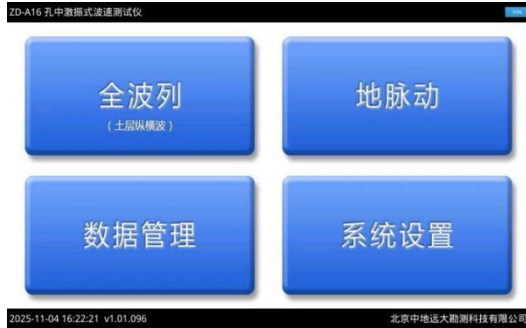 ZD-A16 孔中激振式波速测试仪
全波列
（土层纵横波）
地脉动
数据管理
系统设置
2025-11-04 16:22:21 v1.01.096
北京中地远大勘测科技有限公司